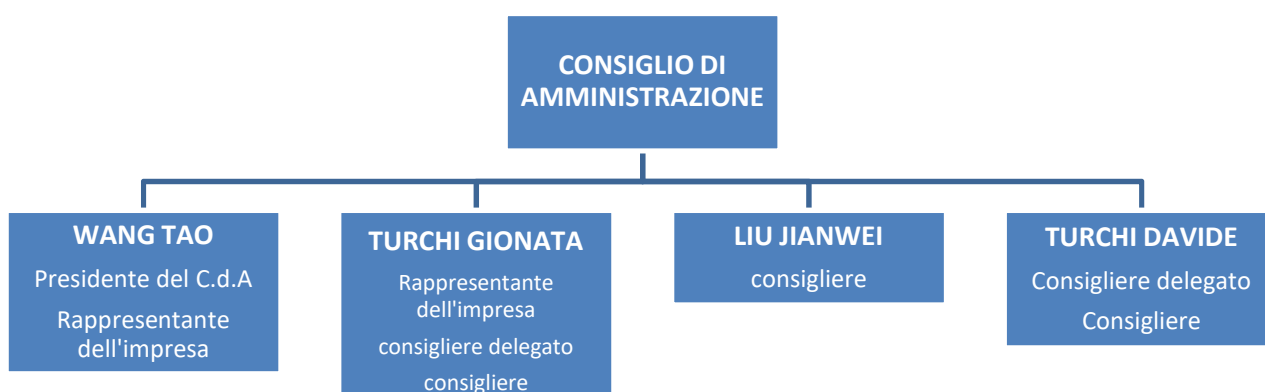 CONSIGLIO DI
AMMINISTRAZIONE
WANG TAO
Presidente del C.d.A
Rappresentante
dell'impresa
TURCHI GIONATA
Rappresentante
dell'impresa
consigliere delegato
consigliere
LIU JIANWEI
consigliere
TURCHI DAVIDE
Consigliere delegato
Consigliere